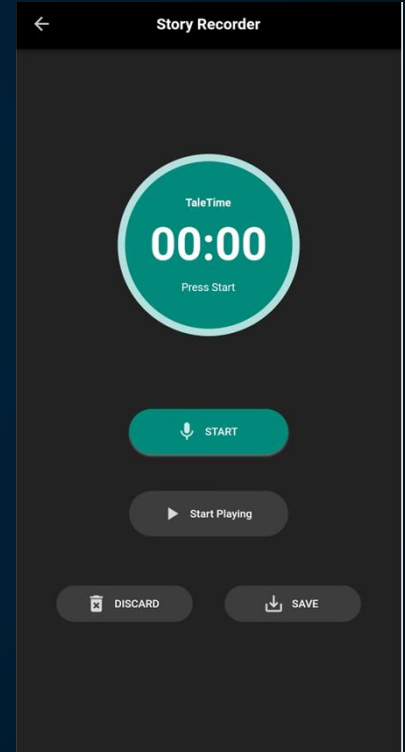 Story Recorder
TaleTime
00:00
Press Start
START
Start Playing
DISCARD
SAVE